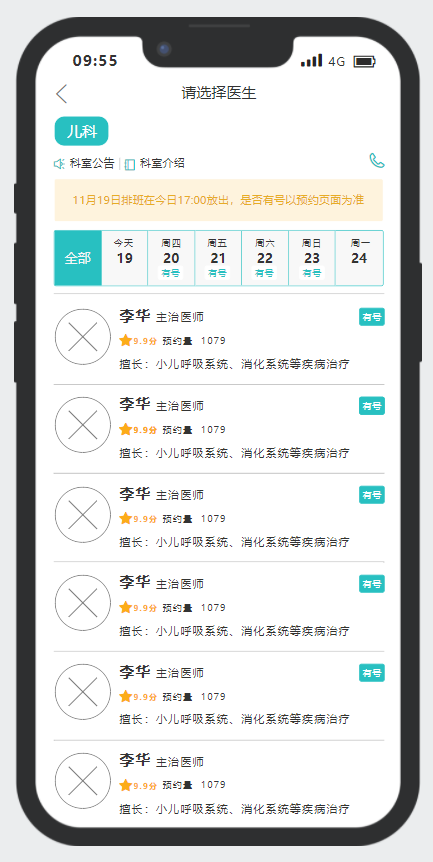 09:55 4G
请选择医生
儿科
科室公告 | 科室介绍
11月19日排班在今日17:00放出，是否有号以预约页面为准
全部 今天 周四 周五 周六 周日 周一
19 20 21 22 23 24
有号 有号 有号 有号
李华 主治医师 有号
9.9分 预约量 1079
擅长：小儿呼吸系统、消化系统等疾病治疗
李华 主治医师 有号
9.9分 预约量 1079
擅长：小儿呼吸系统、消化系统等疾病治疗
李华 主治医师 有号
9.9分 预约量 1079
擅长：小儿呼吸系统、消化系统等疾病治疗
李华 主治医师 有号
9.9分 预约量 1079
擅长：小儿呼吸系统、消化系统等疾病治疗
李华 主治医师 有号
9.9分 预约量 1079
擅长：小儿呼吸系统、消化系统等疾病治疗
李华 主治医师
9.9分 预约量 1079
擅长：小儿呼吸系统、消化系统等疾病治疗